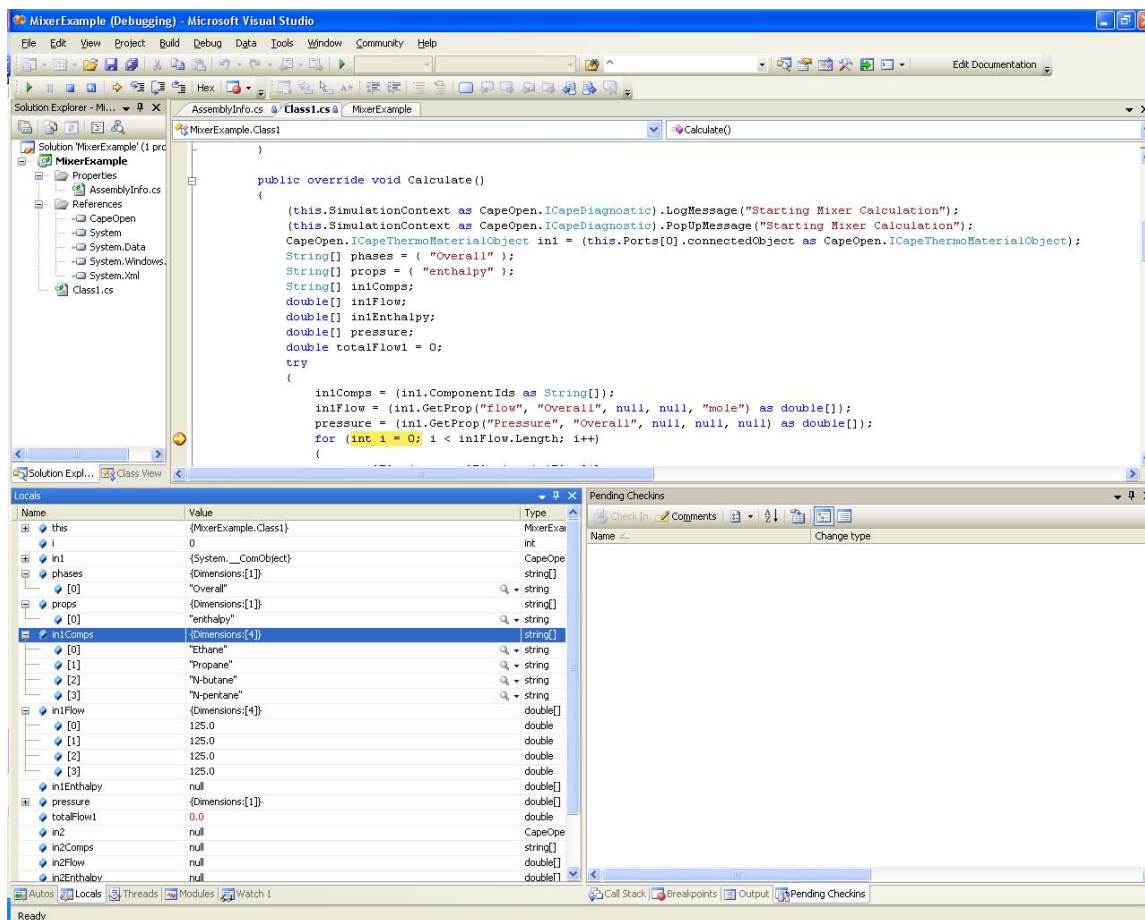 MixerExample (Debugging) - Microsoft Visual Studio
File Edit View Project Build Debug Data Tools Window Community Help
Edit Documentation
Hex
Solution Explorer - Mi...
AssemblyInfo.cs Class1.cs MixerExample
MixerExample.Class1 Calculate()
Solution 'MixerExample' (1 proj
MixerExample
Properties
AssemblyInfo.cs
References
CapeOpen
System
System.Data
System.Windows.
System.Xml
Class1.cs
}
public override void Calculate()
{
(this.SimulationContext as CapeOpen.ICapeDiagnostic).LogMessage("Starting Mixer Calculation");
(this.SimulationContext as CapeOpen.ICapeDiagnostic).PopUpMessage("Starting Mixer Calculation");
CapeOpen.ICapeThermoMaterialObject in1 = (this.Ports[0].connectedObject as CapeOpen.ICapeThermoMaterialObject);
String[] phases = { "Overall" };
String[] props = { "enthalpy" };
String[] in1Comps;
double[] in1Flow;
double[] in1Enthalpy;
double[] pressure;
double totalFlow1 = 0;
try
{
in1Comps = (in1.ComponentIds as String[]);
in1Flow = (in1.GetProp("flow", "Overall", null, null, "mole") as double[]);
pressure = (in1.GetProp("Pressure", "Overall", null, null, null) as double[]);
for (int i = 0; i < in1Flow.Length; i++)
{
Solution Expl... Class View
Locals
Name Value Type
this {MixerExample.Class1} MixerExa
i 0 int
in1 {System.__ComObject} CapeOpe
phases {Dimensions:[1]} string[]
[0] "Overall" string
props {Dimensions:[1]} string[]
[0] "enthalpy" string
in1Comps {Dimensions:[4]} string[]
[0] "Ethane" string
[1] "Propane" string
[2] "N-butane" string
[3] "N-pentane" string
in1Flow {Dimensions:[4]} double[]
[0] 125.0 double
[1] 125.0 double
[2] 125.0 double
[3] 125.0 double
in1Enthalpy null double[]
pressure {Dimensions:[1]} double[]
totalFlow1 0.0 double
in2 null CapeOpe
in2Comps null string[]
in2Flow null double[]
in2Enthalpy null double[]
Autos Locals Threads Modules Watch 1
Pending Checkins
Check In Comments
Name Change type
Call Stack Breakpoints Output Pending Checkins
Ready